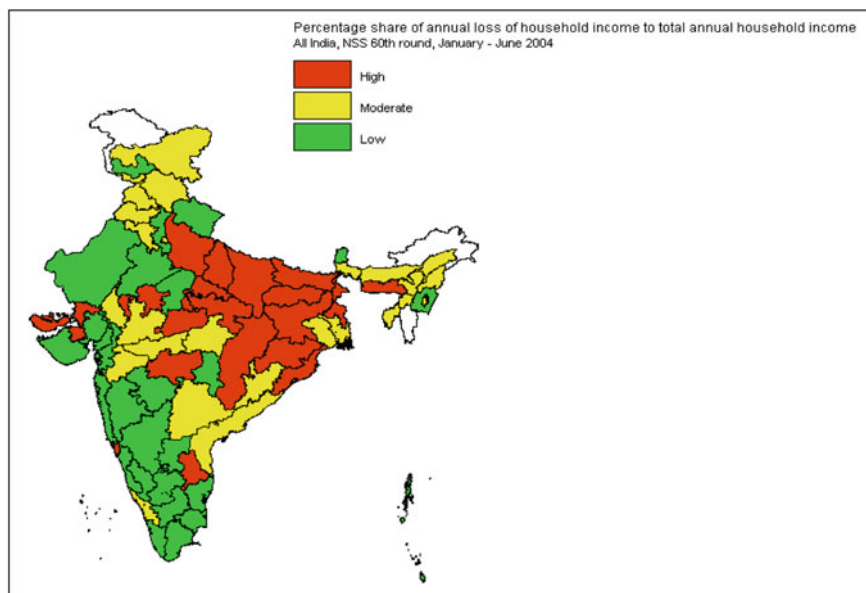 Percentage share of annual loss of household income to total annual household income
All India, NSS 60th round, January - June 2004
High
Moderate
Low